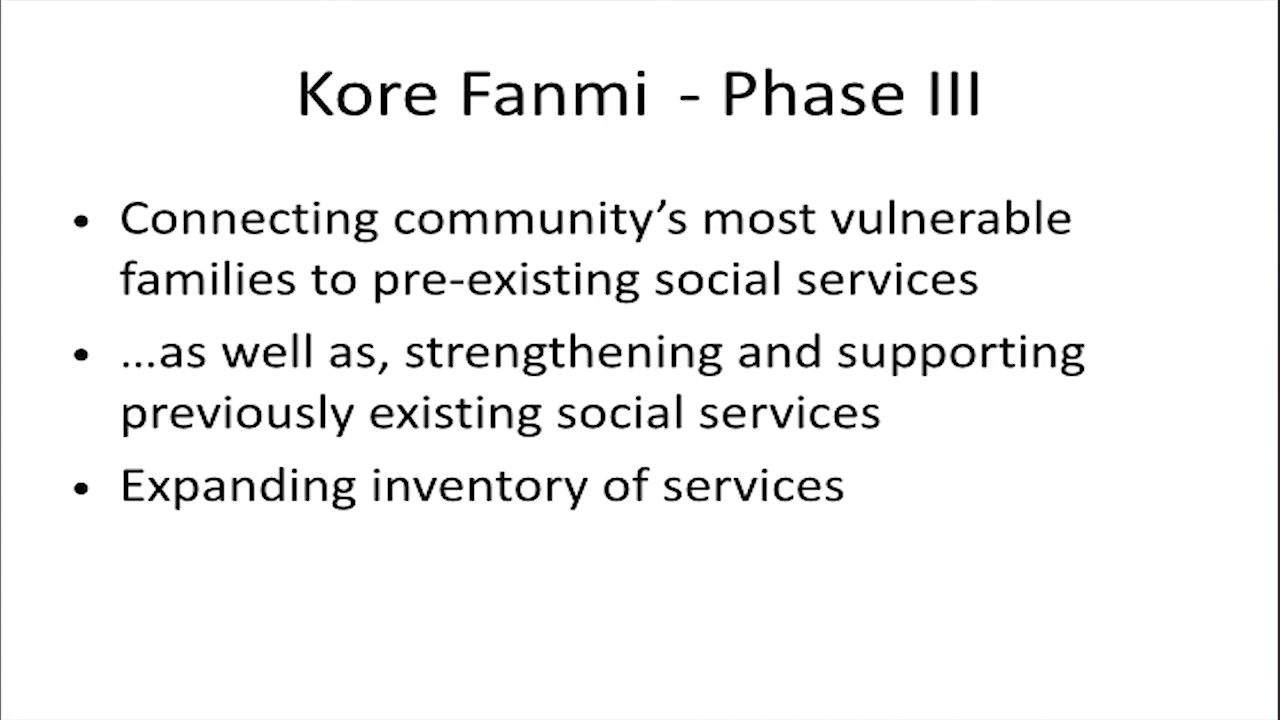 Kore Fanmi - Phase III
• Connecting community’s most vulnerable
families to pre-existing social services
• ...as well as, strengthening and supporting
previously existing social services
• Expanding inventory of services